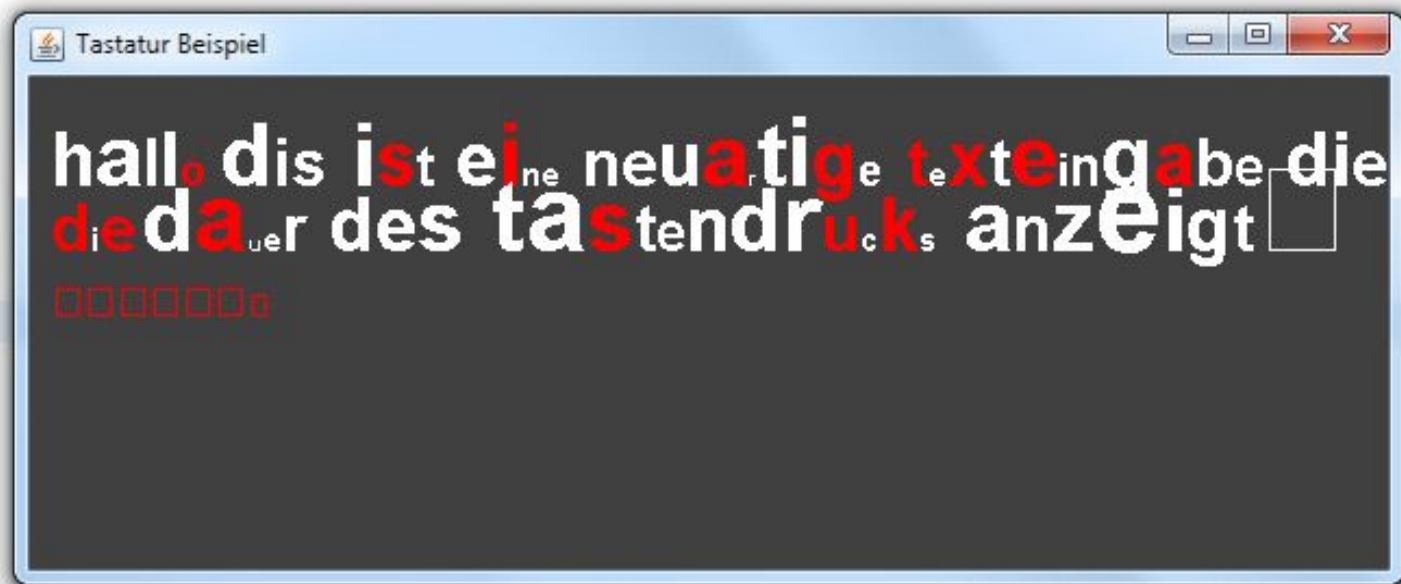 Tastatur Beispiel
hallo dis ist eine neuartige texteingabe die
die dauer des tastendrucks anzeigt